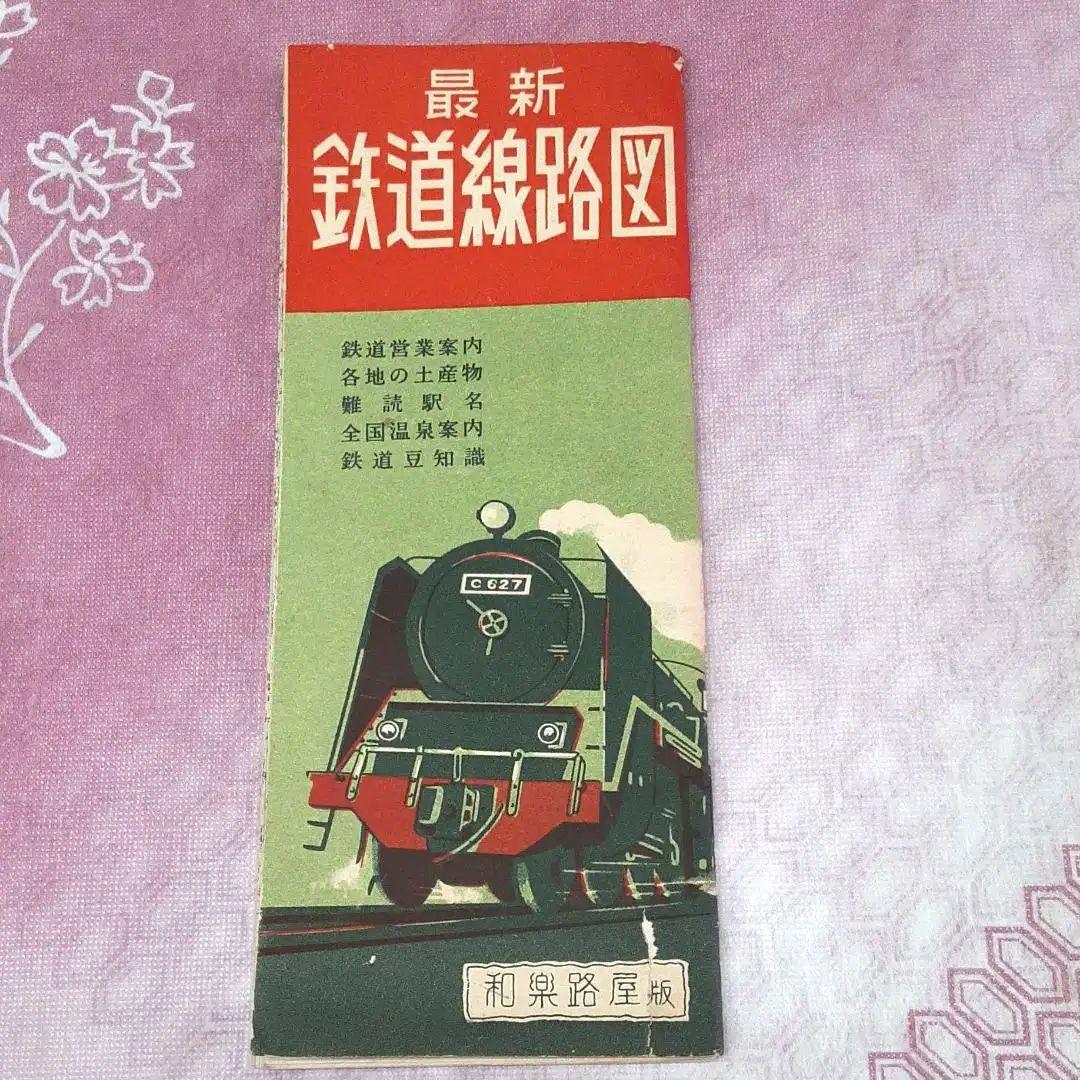 最新
鉄道線路図
鉄道営業案内
各地の土産物
難読駅名
全国温泉案内
鉄道豆知識
C 627
和楽路屋版